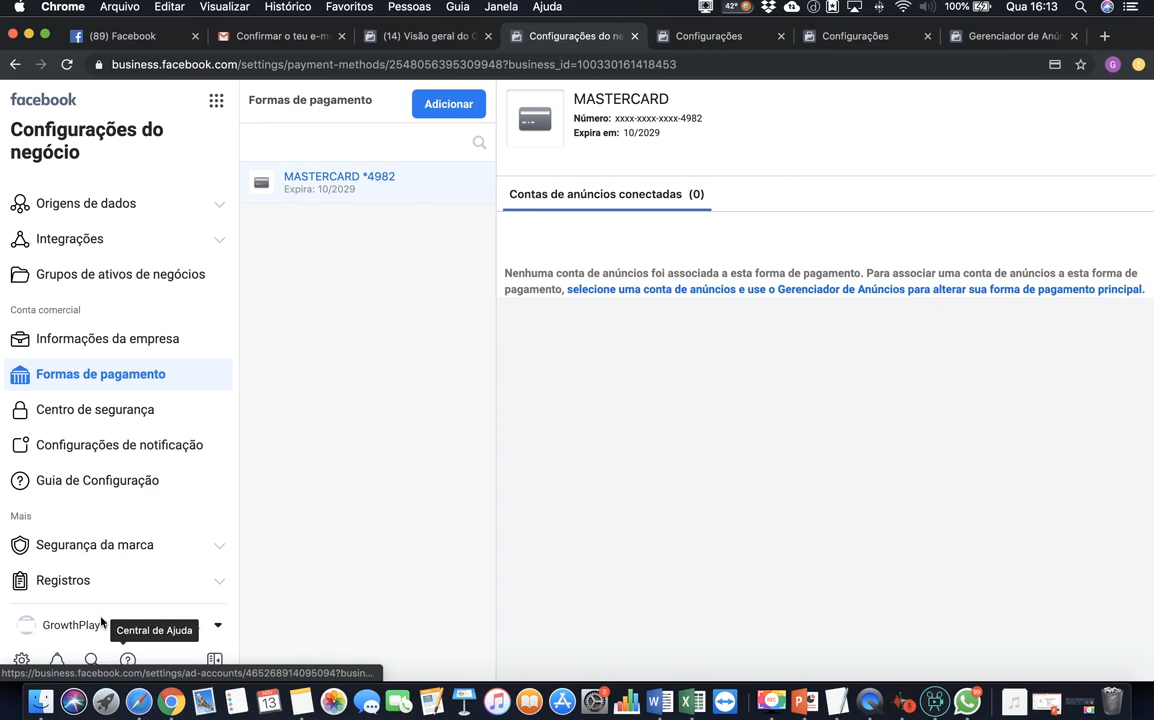 Chrome Arquivo Editar Visualizar Histórico Favoritos Pessoas Guia Janela Ajuda 42° 100% Qua 16:13
(89) Facebook
Confirmar o teu e-m
(14) Visão geral do G
Configurações do ne
Configurações
Configurações
Gerenciador de Anún
business.facebook.com/settings/payment-methods/2548056395309948?business_id=100330161418453
G
facebook
Configurações do
negócio
Origens de dados
Integrações
Grupos de ativos de negócios
Conta comercial
Informações da empresa
Formas de pagamento
Centro de segurança
Configurações de notificação
Guia de Configuração
Mais
Segurança da marca
Registros
GrowthPlay
Central de Ajuda
https://business.facebook.com/settings/ad-accounts/465268914095094?busin...
Formas de pagamento
Adicionar
MASTERCARD *4982
Expira: 10/2029
MASTERCARD
Número: xxxx-xxxx-xxxx-4982
Expira em: 10/2029
Contas de anúncios conectadas (0)
Nenhuma conta de anúncios foi associada a esta forma de pagamento. Para associar uma conta de anúncios a esta forma de
pagamento, selecione uma conta de anúncios e use o Gerenciador de Anúncios para alterar sua forma de pagamento principal.